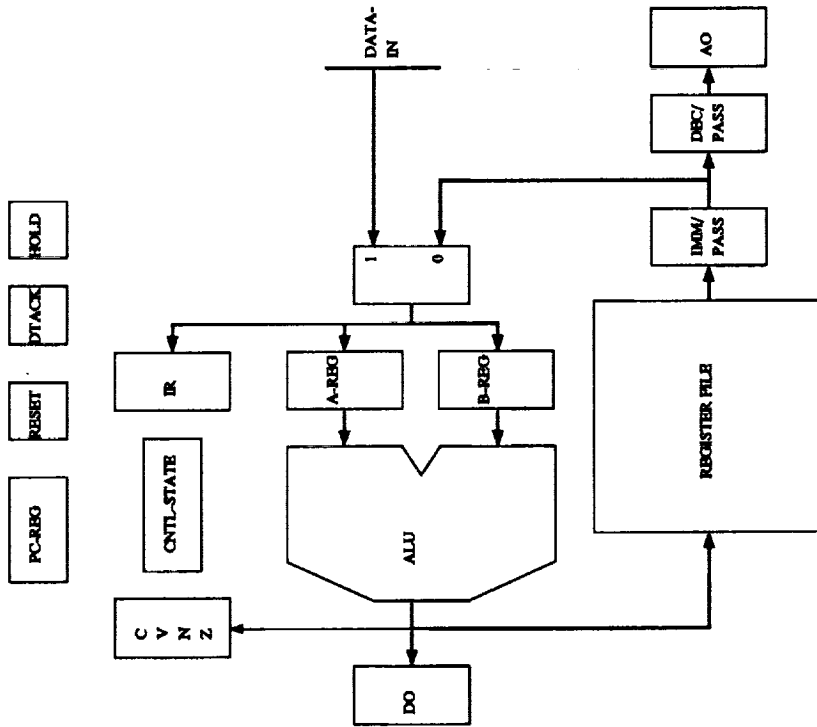 PC-REG
RESET
DTACK
HOLD
C
V
N
Z
CNTL-STATE
IR
DO
ALU
A-REG
B-REG
1
0
DATA-
IN
REGISTER FILE
IMM/
PASS
DEC/
PASS
AO